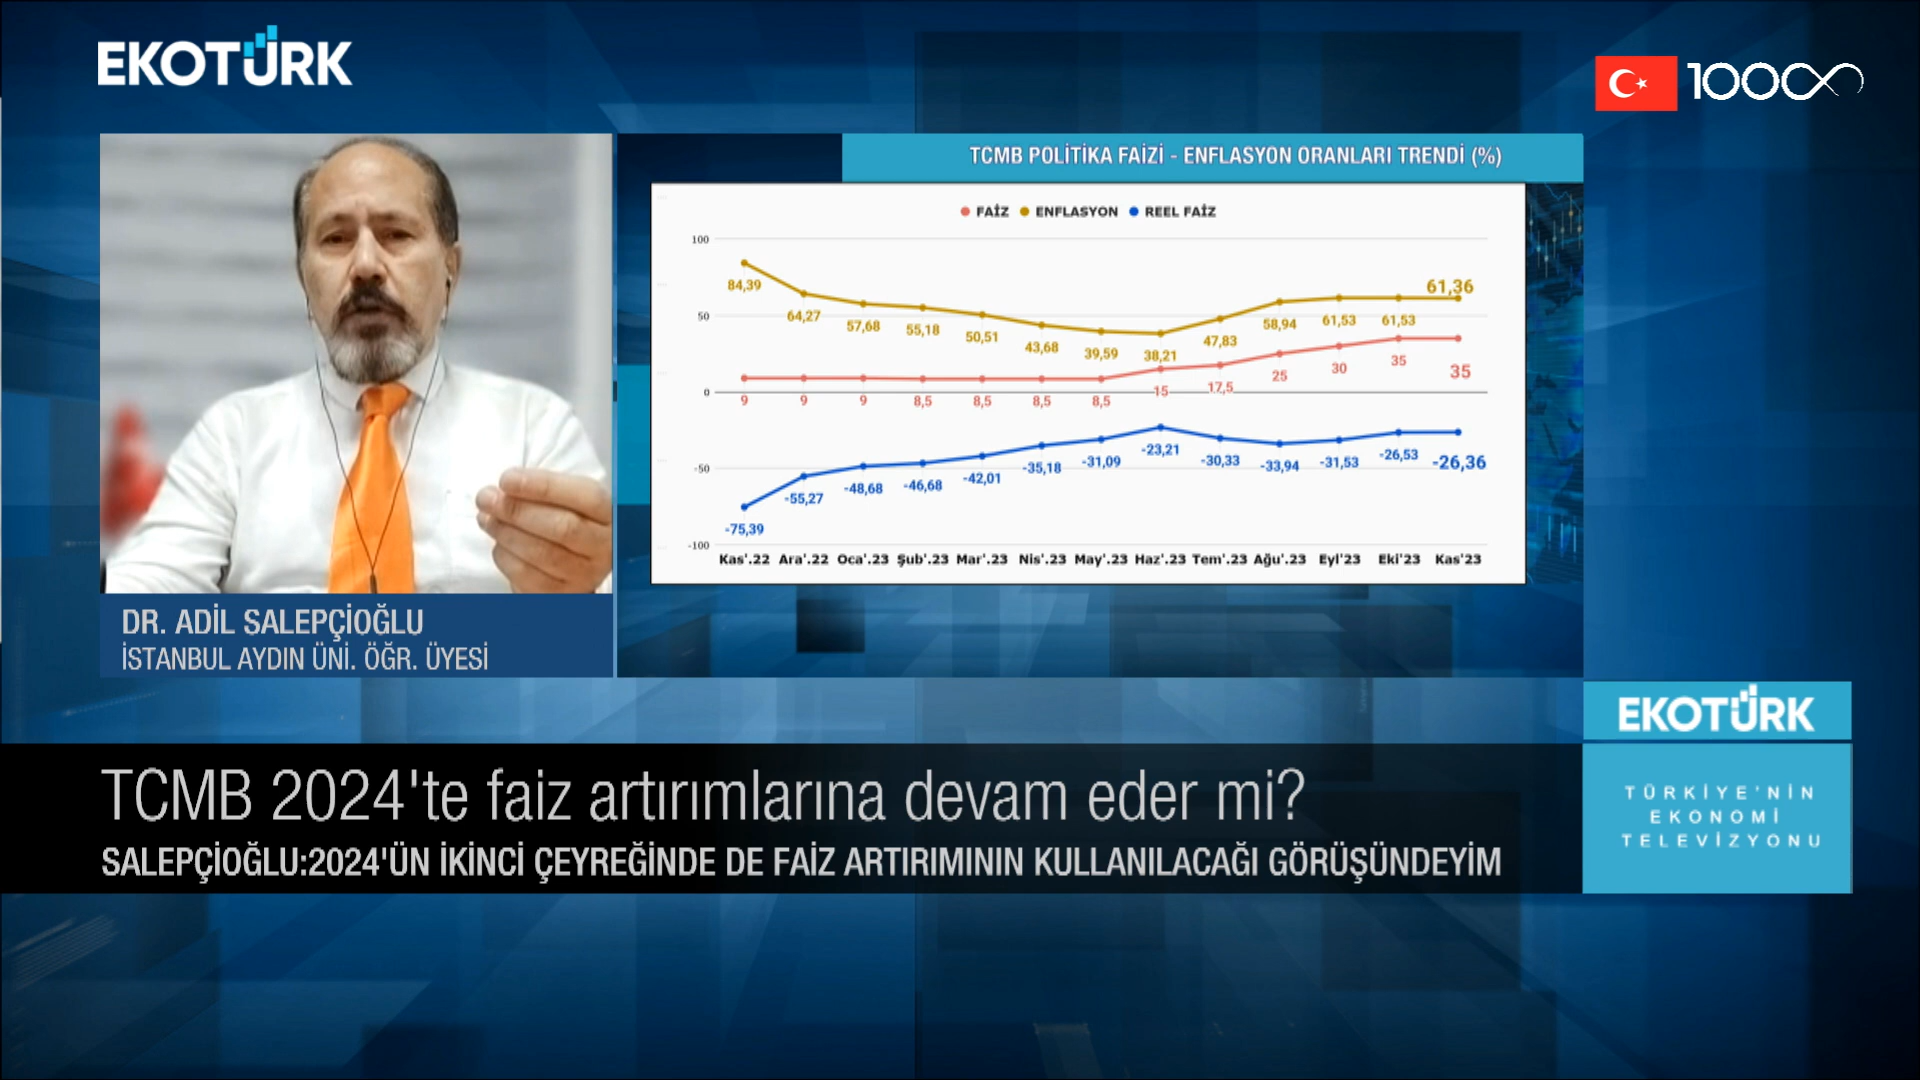 EKOTÜRK
100
TCMB POLİTİKA FAİZİ - ENFLASYON ORANLARI TRENDİ (%)
FAİZ ENFLASYON REEL FAİZ
100
50
0
-50
-100
84,39 64,27 57,68 55,18 50,51 43,68 39,59 38,21 47,83 58,94 61,53 61,53 61,36
9 9 9 8,5 8,5 8,5 8,5 15 17,5 25 30 35 35
-75,39 -55,27 -48,68 -46,68 -42,01 -35,18 -31,09 -23,21 -30,33 -33,94 -31,53 -26,53 -26,36
Kas'.22 Ara'.22 Oca'.23 Şub'.23 Mar'.23 Nis'.23 May'.23 Haz'.23 Tem'.23 Ağu'.23 Eyl'23 Eki'23 Kas'23
DR. ADİL SALEPÇİOĞLU
İSTANBUL AYDIN ÜNİ. ÖĞR. ÜYESİ
EKOTÜRK
TÜRKİYE'NİN
EKONOMİ
TELEVİZYONU
TCMB 2024'te faiz artırımlarına devam eder mi?
SALEPÇİOĞLU:2024'ÜN İKİNCİ ÇEYREĞİNDE DE FAİZ ARTIRIMININ KULLANILACAĞI GÖRÜŞÜNDEYİM